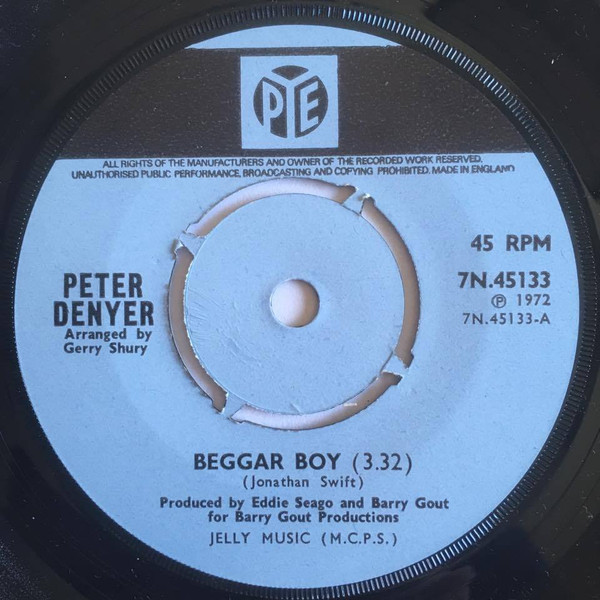 PYE
ALL RIGHTS OF THE MANUFACTURERS AND OWNER OF THE RECORDED WORK RESERVED.
UNAUTHORISED PUBLIC PERFORMANCE, BROADCASTING AND COPYING PROHIBITED. MADE IN ENGLAND
45 RPM
7N.45133
Ⓟ 1972
7N.45133-A
PETER
DENYER
Arranged by
Gerry Shury
BEGGAR BOY (3.32)
(Jonathan Swift)
Produced by Eddie Seago and Barry Gout
for Barry Gout Productions
JELLY MUSIC (M.C.P.S.)